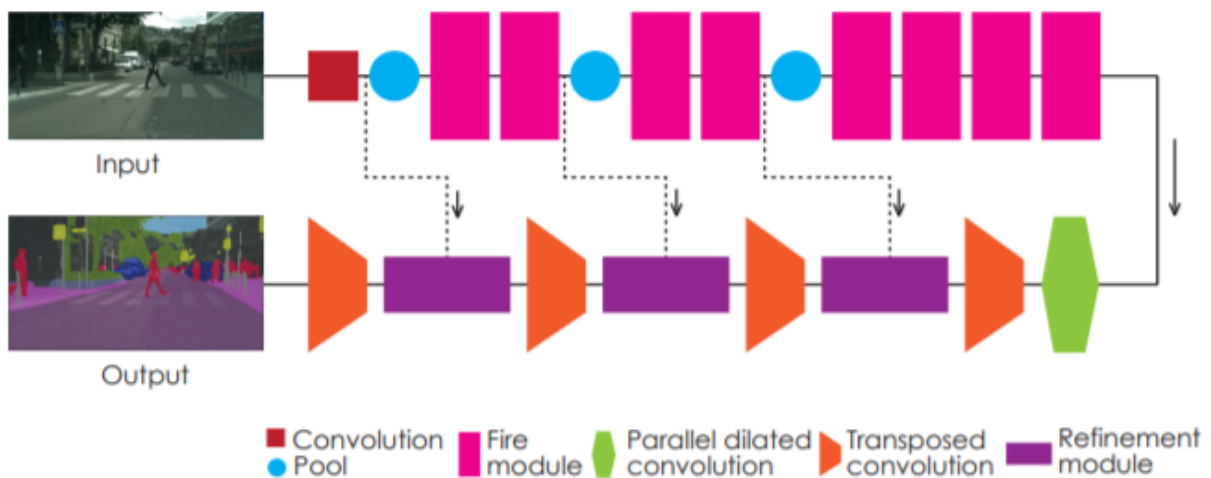 Input
Output
Convolution
Pool
Fire
module
Parallel dilated
convolution
Transposed
convolution
Refinement
module